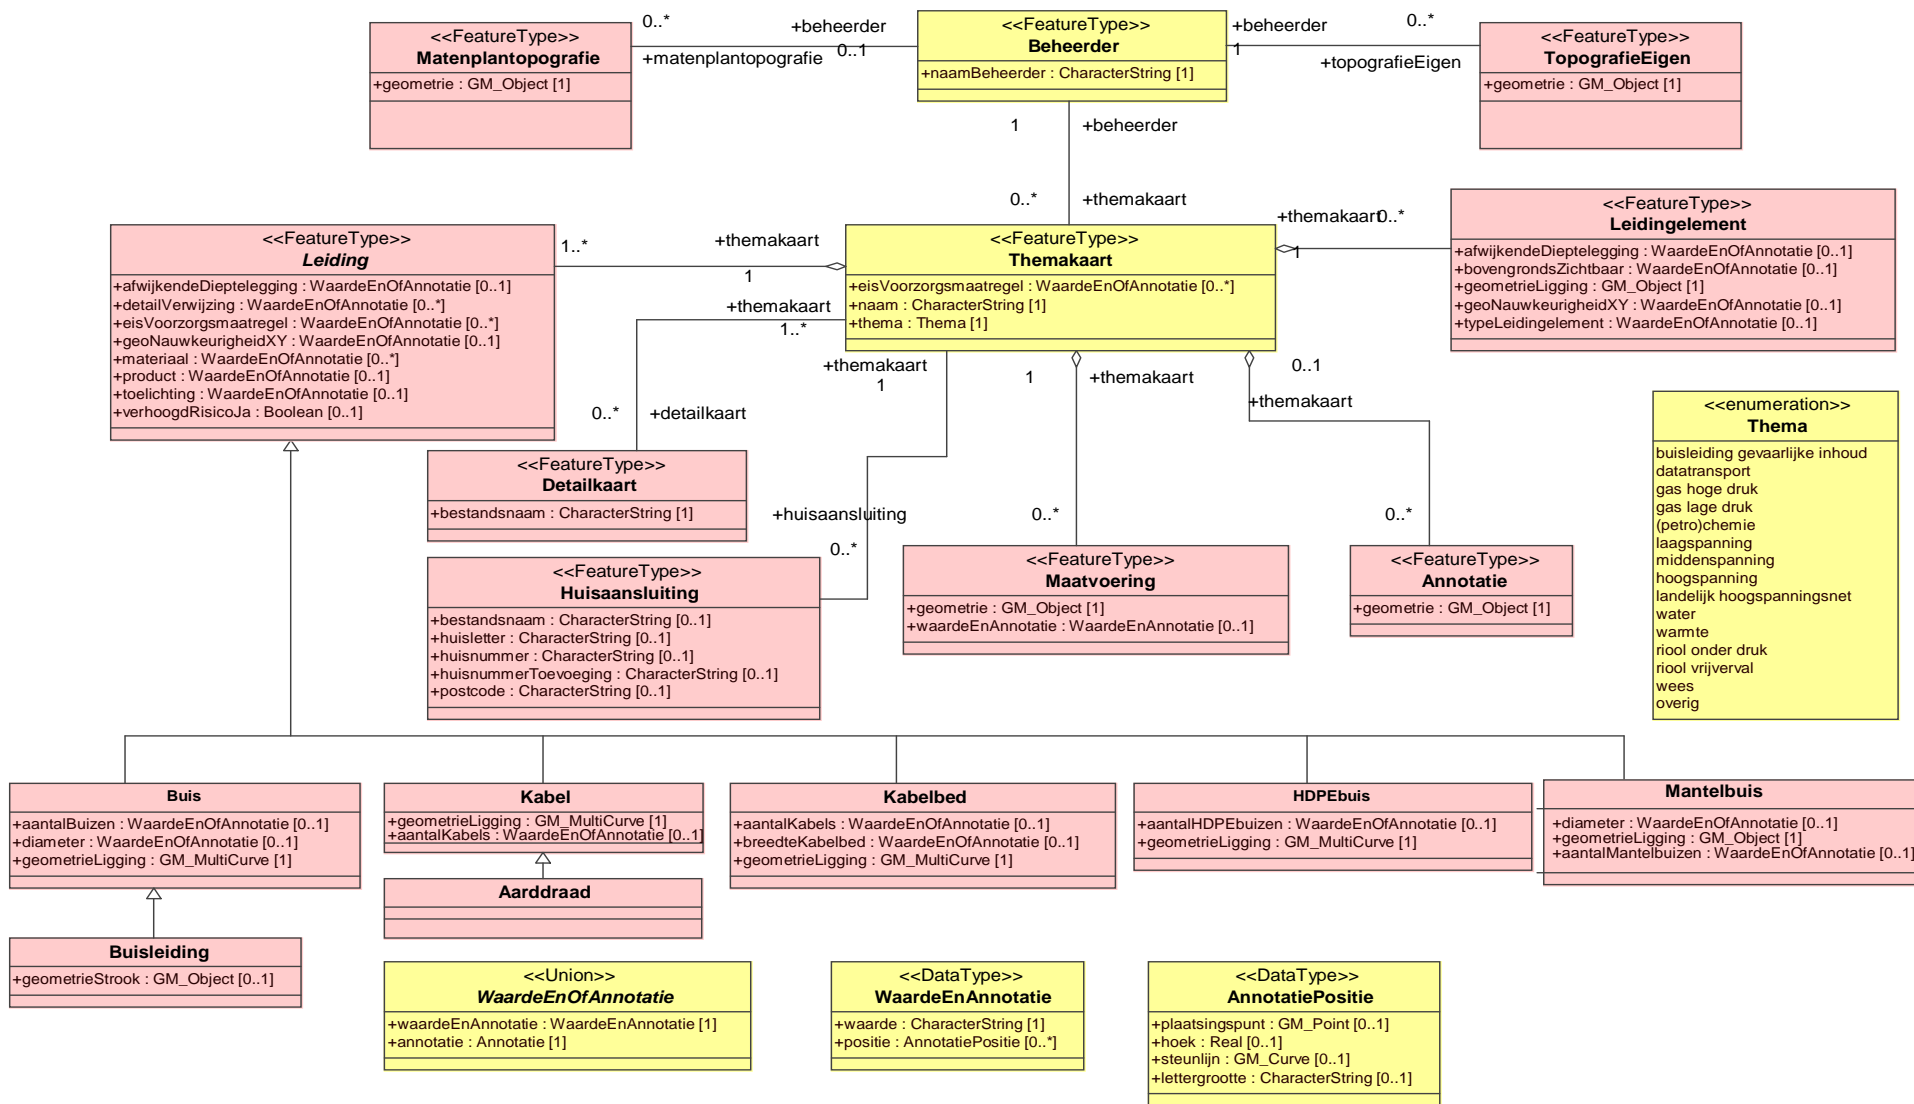 0..*
+beheerder
<<FeatureType>>
Matenplantopografie
+geometrie : GM_Object [1]
+matenplantopografie
0..1
<<FeatureType>>
Beheerder
+naamBeheerder : CharacterString [1]
+beheerder
1
0..*
+topografieEigen
<<FeatureType>>
TopografieEigen
+geometrie : GM_Object [1]
1
+beheerder
0..*
+themakaart
<<FeatureType>>
Leiding
+afwijkendeDieptelegging : WaardeEnOfAnnotatie [0..1]
+detailVerwijzing : WaardeEnOfAnnotatie [0..*]
+eisVoorzorgsmaatregel : WaardeEnOfAnnotatie [0..*]
+geoNauwkeurigheidXY : WaardeEnOfAnnotatie [0..1]
+materiaal : WaardeEnOfAnnotatie [0..*]
+product : WaardeEnOfAnnotatie [0..1]
+toelichting : WaardeEnOfAnnotatie [0..1]
+verhoogdRisicoJa : Boolean [0..1]
1..*
+themakaart
1
<<FeatureType>>
Themakaart
+eisVoorzorgsmaatregel : WaardeEnOfAnnotatie [0..*]
+naam : CharacterString [1]
+thema : Thema [1]
+themakaart
0..*
1
<<FeatureType>>
Leidingelement
+afwijkendeDieptelegging : WaardeEnOfAnnotatie [0..1]
+bovengrondsZichtbaar : WaardeEnOfAnnotatie [0..1]
+geometrieLigging : GM_Object [1]
+geoNauwkeurigheidXY : WaardeEnOfAnnotatie [0..1]
+typeLeidingelement : WaardeEnOfAnnotatie [0..1]
+themakaart
1..*
0..*
+detailkaart
+themakaart
1
1
+themakaart
0..1
+themakaart
<<FeatureType>>
Detailkaart
+bestandsnaam : CharacterString [1]
+huisaansluiting
0..*
0..*
0..*
<<FeatureType>>
Huisaansluiting
+bestandsnaam : CharacterString [0..1]
+huisletter : CharacterString [0..1]
+huisnummer : CharacterString [0..1]
+huisnummerToevoeging : CharacterString [0..1]
+postcode : CharacterString [0..1]
<<FeatureType>>
Maatvoering
+geometrie : GM_Object [1]
+waardeEnAnnotatie : WaardeEnAnnotatie [0..1]
<<FeatureType>>
Annotatie
+geometrie : GM_Object [1]
<<enumeration>>
Thema
buisleiding gevaarlijke inhoud
datatransport
gas hoge druk
gas lage druk
(petro)chemie
laagspanning
middenspanning
hoogspanning
landelijk hoogspanningsnet
water
warmte
riool onder druk
riool vrijverval
wees
overig
Buis
+aantalBuizen : WaardeEnOfAnnotatie [0..1]
+diameter : WaardeEnOfAnnotatie [0..1]
+geometrieLigging : GM_MultiCurve [1]
Kabel
+geometrieLigging : GM_MultiCurve [1]
+aantalKabels : WaardeEnOfAnnotatie [0..1]
Kabelbed
+aantalKabels : WaardeEnOfAnnotatie [0..1]
+breedteKabelbed : WaardeEnOfAnnotatie [0..1]
+geometrieLigging : GM_MultiCurve [1]
HDPEbuis
+aantalHDPEbuizen : WaardeEnOfAnnotatie [0..1]
+geometrieLigging : GM_MultiCurve [1]
Mantelbuis
+diameter : WaardeEnOfAnnotatie [0..1]
+geometrieLigging : GM_Object [1]
+aantalMantelbuizen : WaardeEnOfAnnotatie [0..1]
Aarddraad
Buisleiding
+geometrieStrook : GM_Object [0..1]
<<Union>>
WaardeEnOfAnnotatie
+waardeEnAnnotatie : WaardeEnAnnotatie [1]
+annotatie : Annotatie [1]
<<DataType>>
WaardeEnAnnotatie
+waarde : CharacterString [1]
+positie : AnnotatiePositie [0..*]
<<DataType>>
AnnotatiePositie
+plaatsingspunt : GM_Point [0..1]
+hoek : Real [0..1]
+steunlijn : GM_Curve [0..1]
+lettergrootte : CharacterString [0..1]